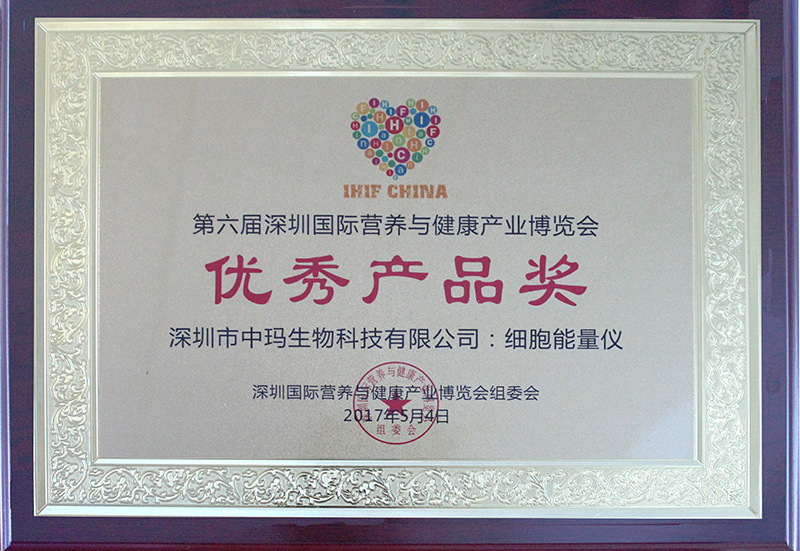 IHIF CHINA
第六届深圳国际营养与健康产业博览会
优秀产品奖
深圳市中玛生物科技有限公司：细胞能量仪
深圳国际营养与健康产业博览会组委会
2017年5月4日
组委会